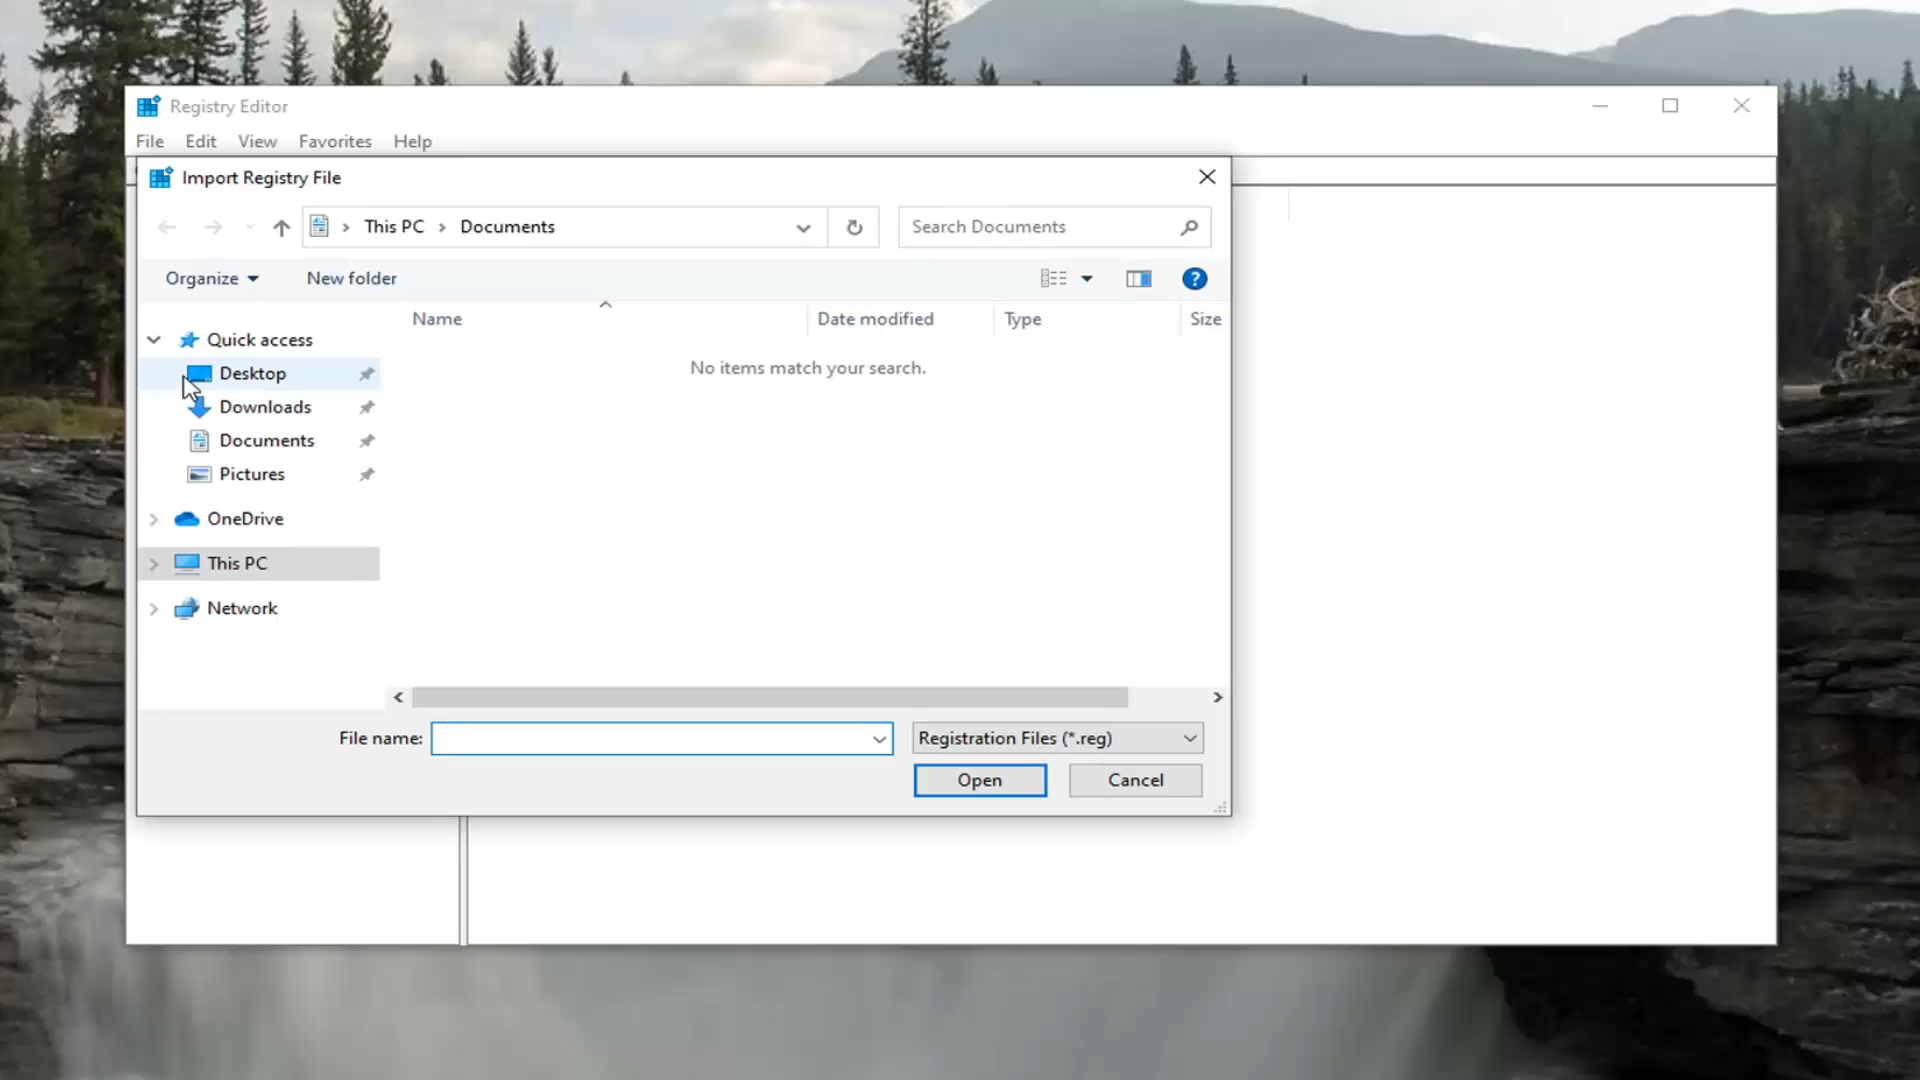 Registry Editor
File Edit View Favorites Help
Import Registry File
This PC Documents
Search Documents
Organize New folder
?
Name Date modified Type Size
Quick access
No items match your search.
Desktop
Downloads
Documents
Pictures
OneDrive
This PC
Network
File name: Registration Files (*.reg)
Open Cancel